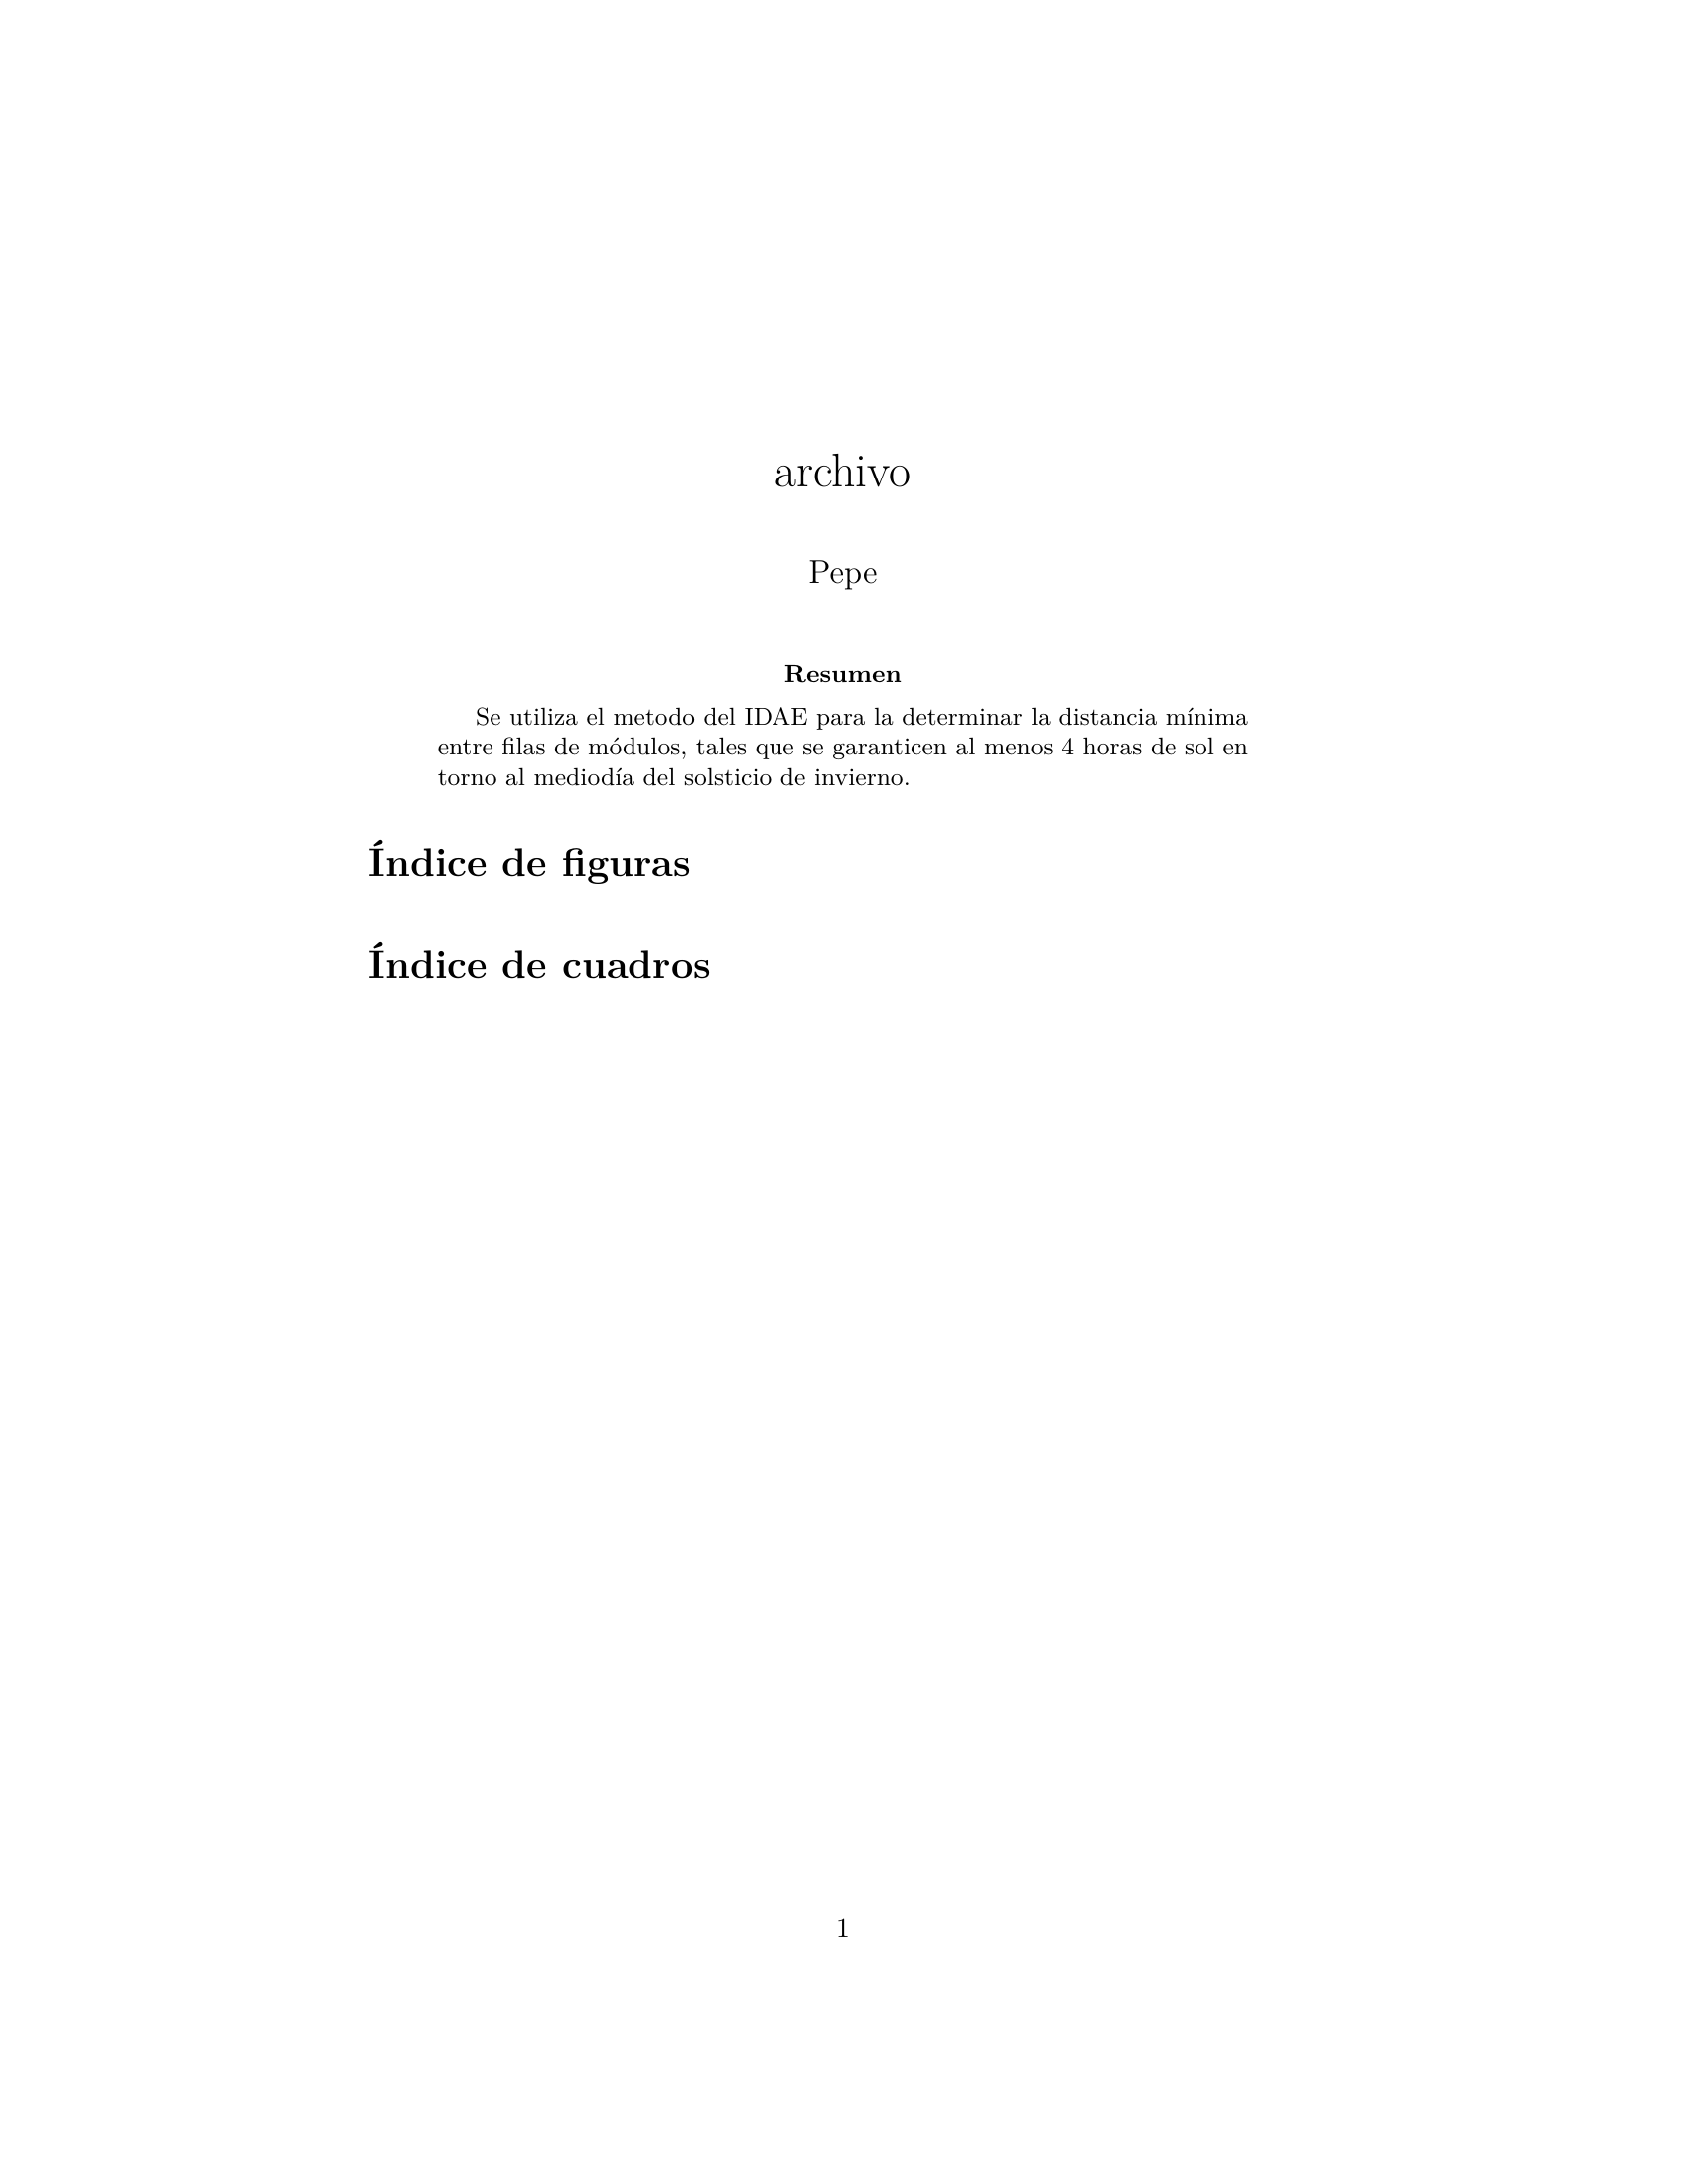 archivo
Pepe
Resumen
Se utiliza el metodo del IDAE para la determinar la distancia mínima
entre filas de módulos, tales que se garanticen al menos 4 horas de sol en
torno al mediodía del solsticio de invierno.
Índice de figuras
Índice de cuadros
1